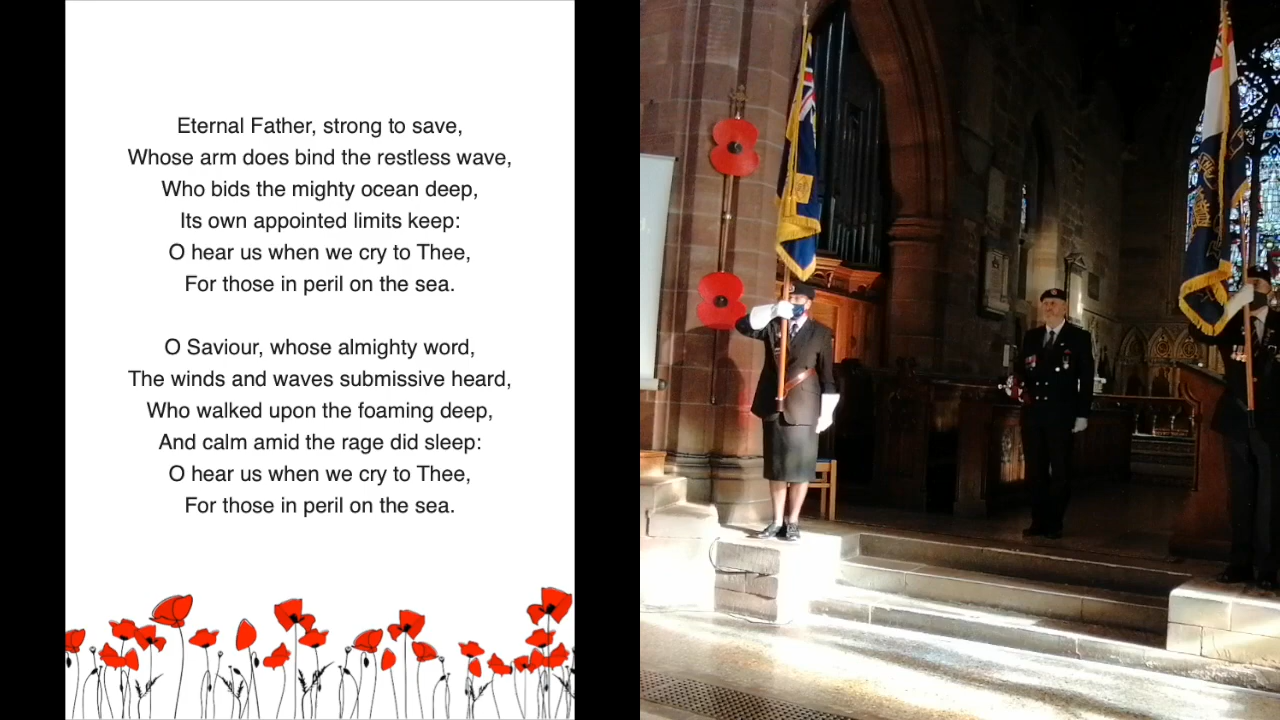 Eternal Father, strong to save,
Whose arm does bind the restless wave,
Who bids the mighty ocean deep,
Its own appointed limits keep:
O hear us when we cry to Thee,
For those in peril on the sea.
O Saviour, whose almighty word,
The winds and waves submissive heard,
Who walked upon the foaming deep,
And calm amid the rage did sleep:
O hear us when we cry to Thee,
For those in peril on the sea.